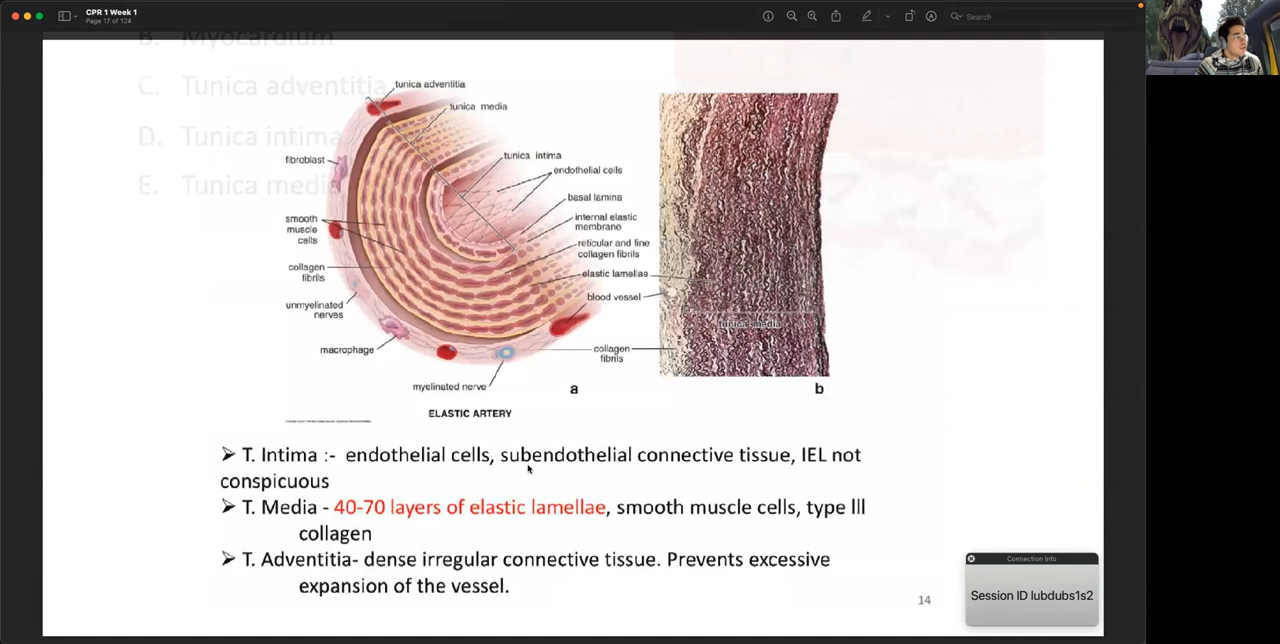 CPR 1 Week 1
Page 17 of 124
Search
B. Myocardium
C. Tunica adventitia
D. Tunica intima
E. Tunica media
tunica adventitia
tunica media
fibroblast
tunica intima
endothelial cells
basal lamina
smooth
muscle
cells
internal elastic
membrane
reticular and fine
collagen fibrils
collagen
fibrils
elastic lamellae
blood vessel
unmyelinated
nerves
tunica media
macrophage
collagen
fibrils
myelinated nerve
a
b
ELASTIC ARTERY
➢ T. Intima :- endothelial cells, subendothelial connective tissue, IEL not
conspicuous
➢ T. Media - 40-70 layers of elastic lamellae, smooth muscle cells, type lll
collagen
➢ T. Adventitia- dense irregular connective tissue. Prevents excessive
expansion of the vessel.
14
Connection Info
Session ID lubdubs1s2